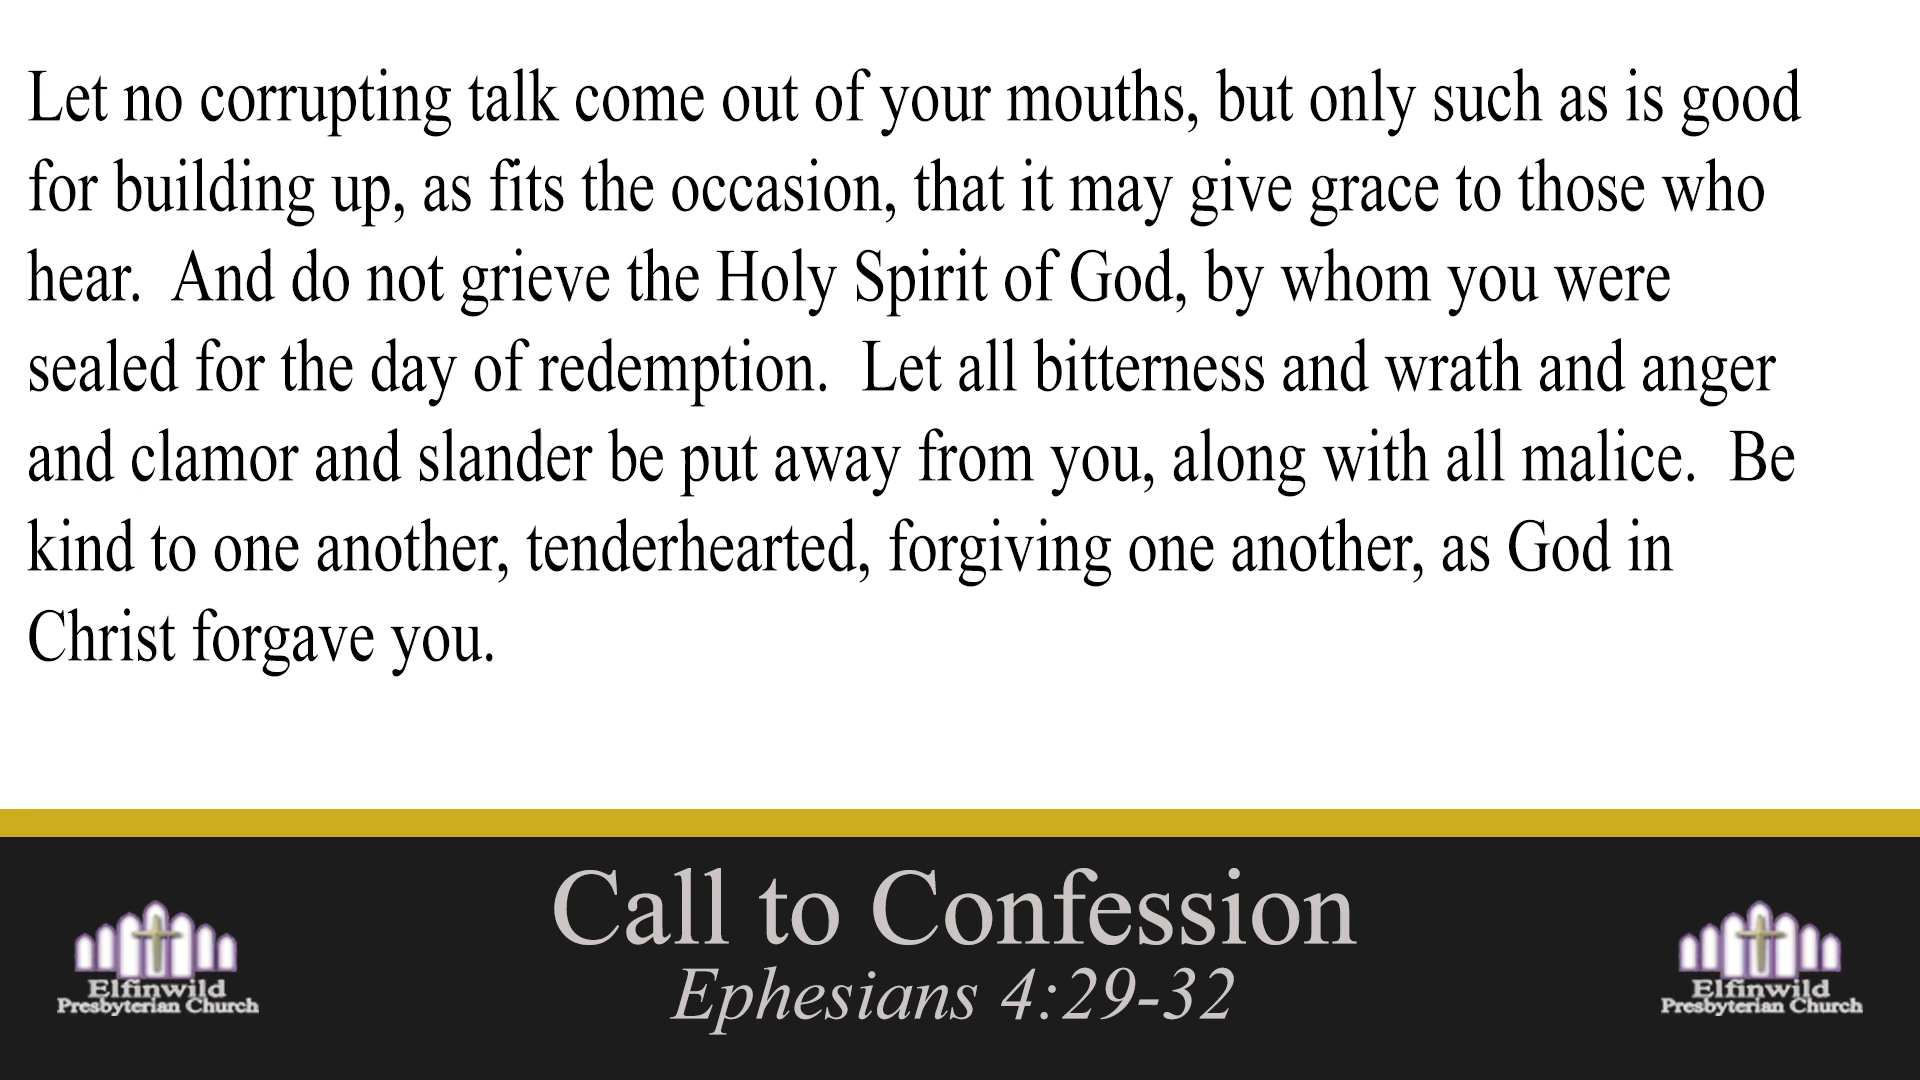 Let no corrupting talk come out of your mouths, but only such as is good
for building up, as fits the occasion, that it may give grace to those who
hear.  And do not grieve the Holy Spirit of God, by whom you were
sealed for the day of redemption.  Let all bitterness and wrath and anger
and clamor and slander be put away from you, along with all malice.  Be
kind to one another, tenderhearted, forgiving one another, as God in
Christ forgave you.
Call to Confession
Ephesians 4:29-32
Elfinwild
Presbyterian Church
Elfinwild
Presbyterian Church